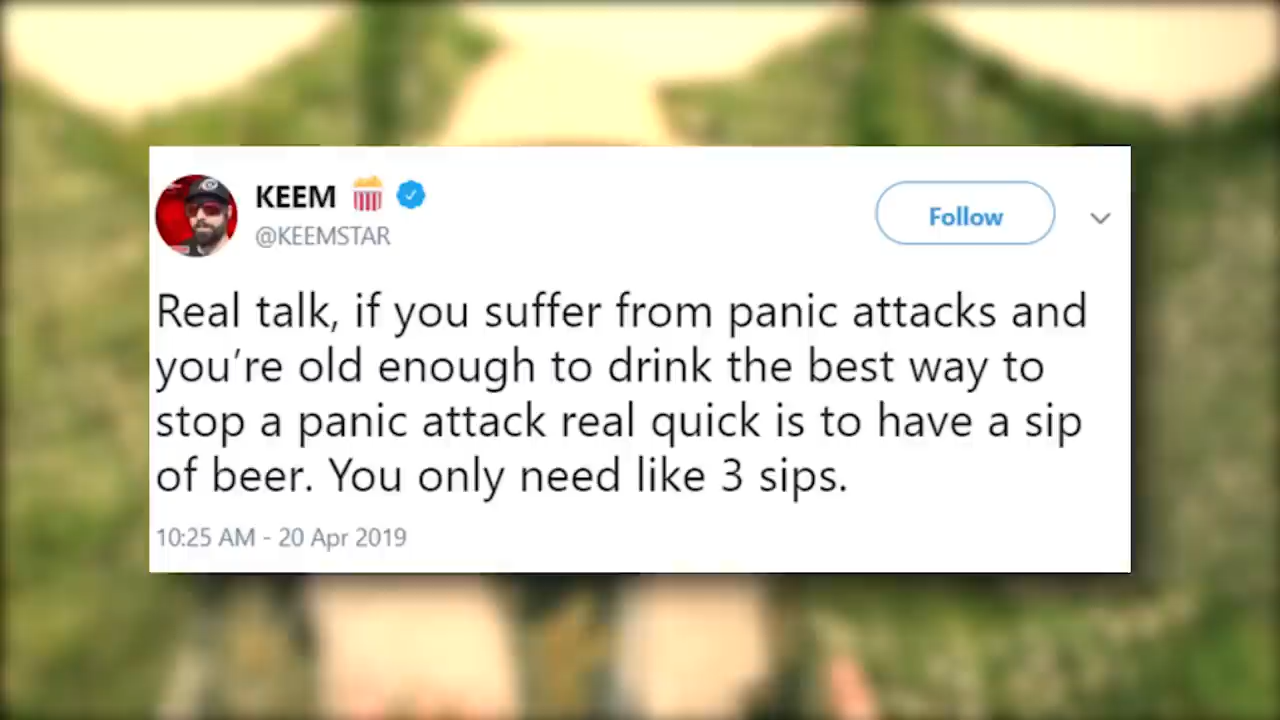 KEEM 🍿
@KEEMSTAR
Follow
Real talk, if you suffer from panic attacks and
you're old enough to drink the best way to
stop a panic attack real quick is to have a sip
of beer. You only need like 3 sips.
10:25 AM - 20 Apr 2019